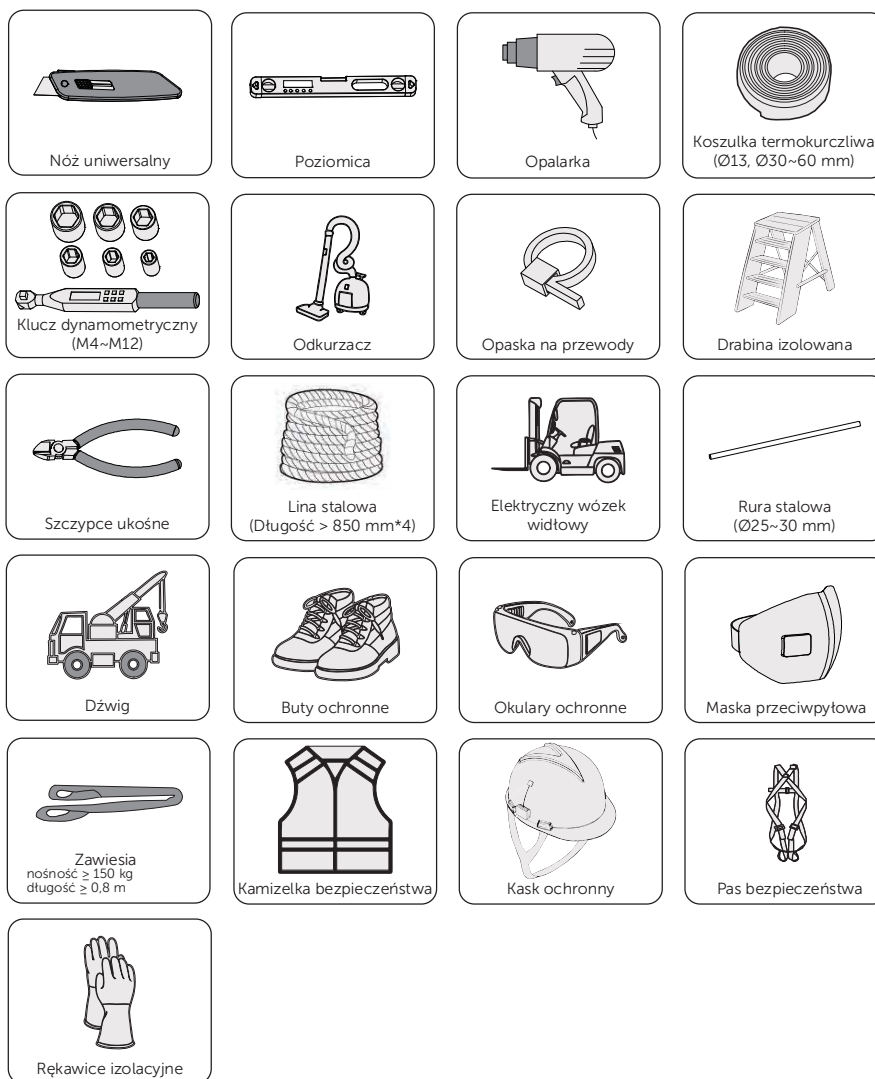 Nóż uniwersalny
Poziomica
Opalarka
Koszulka termokurczliwa
(Ø13, Ø30~60 mm)
Klucz dynamometryczny
(M4~M12)
Odkurzacz
Opaska na przewody
Drabina izolowana
Szczypce ukośne
Lina stalowa
(Długość > 850 mm*4)
Elektryczny wózek
widłowy
Rura stalowa
(Ø25~30 mm)
Dźwig
Buty ochronne
Okulary ochronne
Maska przeciwpyłowa
Zawiesia
nośność ≥ 150 kg
długość ≥ 0,8 m
Kamizelka bezpieczeństwa
Kask ochronny
Pas bezpieczeństwa
Rękawice izolacyjne